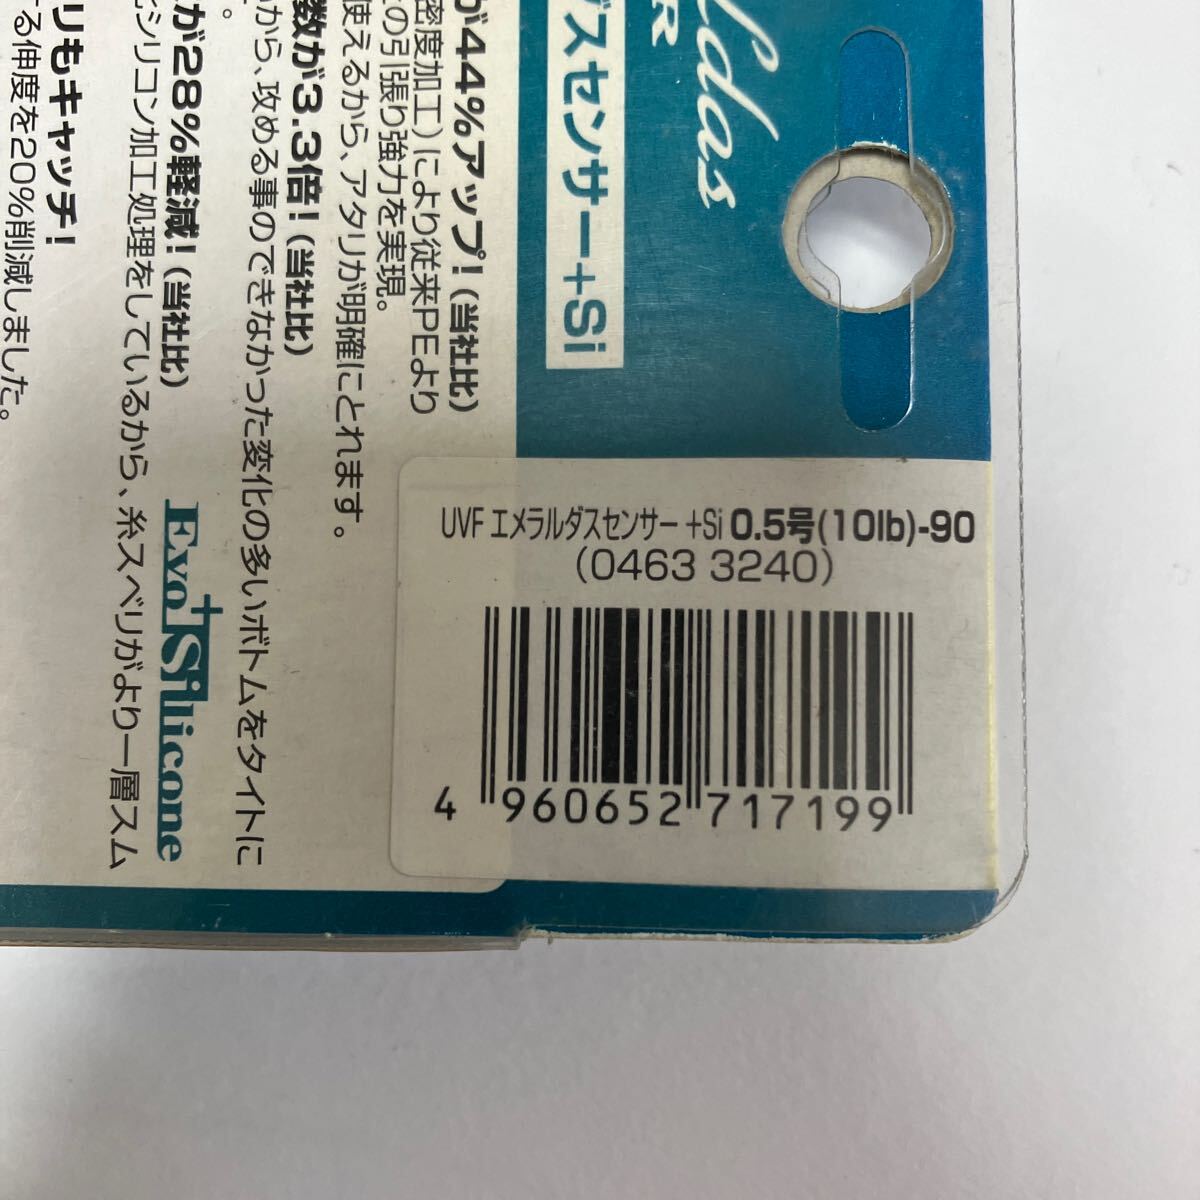 ldas
R
ダスセンサー+Si
が44%アップ!(当社比)
密度加工)により従来PEより
の引張り強力を実現。
使えるから、アタリが明確にとれます。
数が3.3倍!(当社比)
から、攻める事のできなかった変化の多いボトムをタイトに
が28%軽減!(当社比)
シリコン加工処理をしているから、糸スベリがより一層スム
リもキャッチ!
る伸度を20%削減しました。
Evo+Silicone
UVF エメラルダスセンサー +Si 0.5号(10lb)-90
(0463 3240)
4 960652 717199